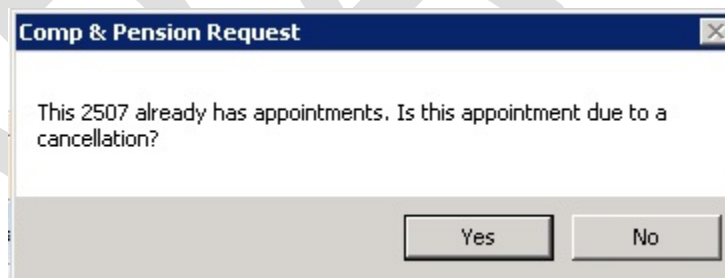 Comp & Pension Request
This 2507 already has appointments. Is this appointment due to a
cancellation?
Yes
No